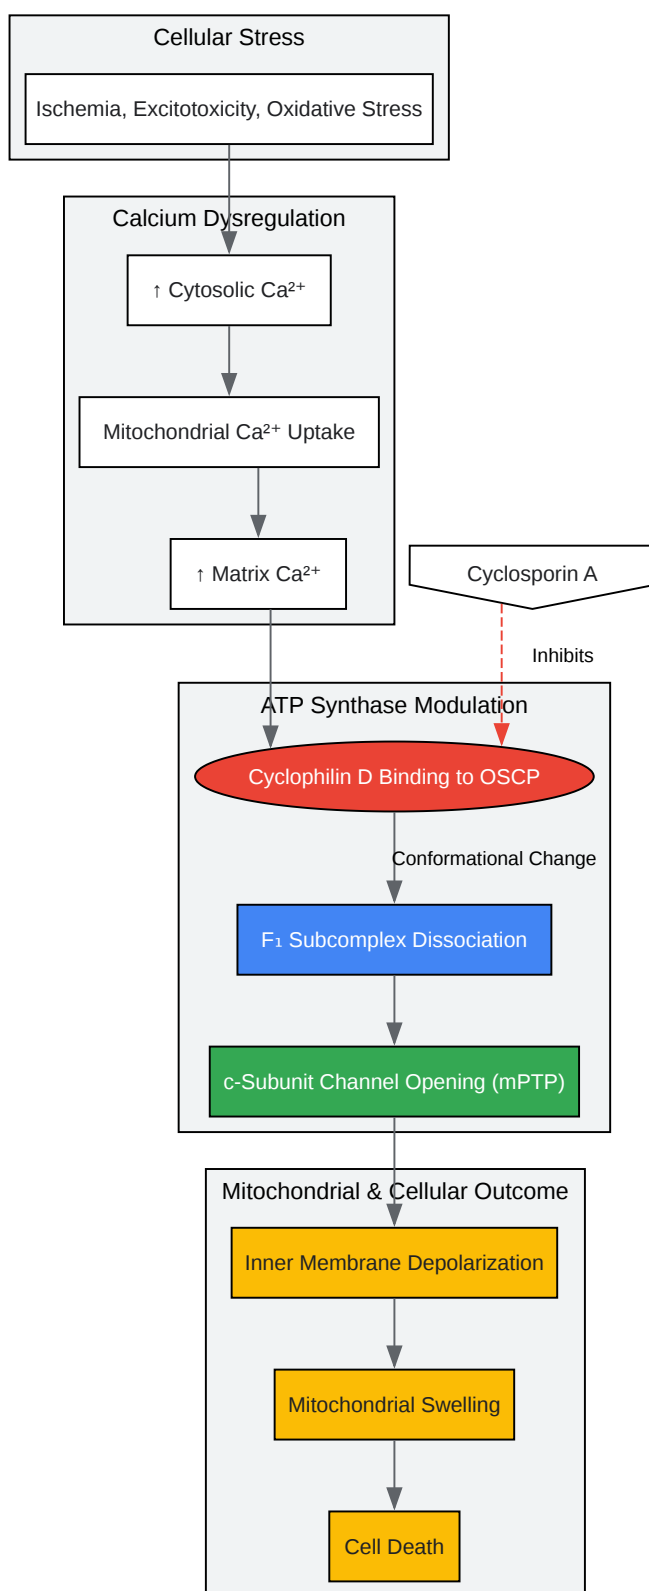 Cellular Stress
Ischemia, Excitotoxicity, Oxidative Stress
Calcium Dysregulation
↑ Cytosolic Ca²⁺
Mitochondrial Ca²⁺ Uptake
↑ Matrix Ca²⁺
Cyclosporin A
Inhibits
ATP Synthase Modulation
Cyclophilin D Binding to OSCP
Conformational Change
F₁ Subcomplex Dissociation
c-Subunit Channel Opening (mPTP)
Mitochondrial & Cellular Outcome
Inner Membrane Depolarization
Mitochondrial Swelling
Cell Death